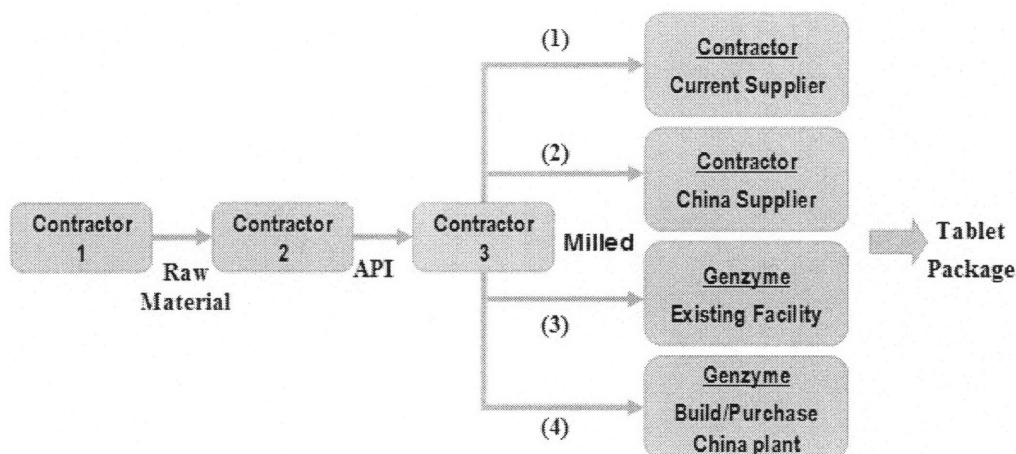 Contractor
1
Raw
Material
Contractor
2
API
Contractor
3
Milled
(1)
Contractor
Current Supplier
(2)
Contractor
China Supplier
(3)
Genzyme
Existing Facility
(4)
Genzyme
Build/Purchase
China plant
Tablet
Package